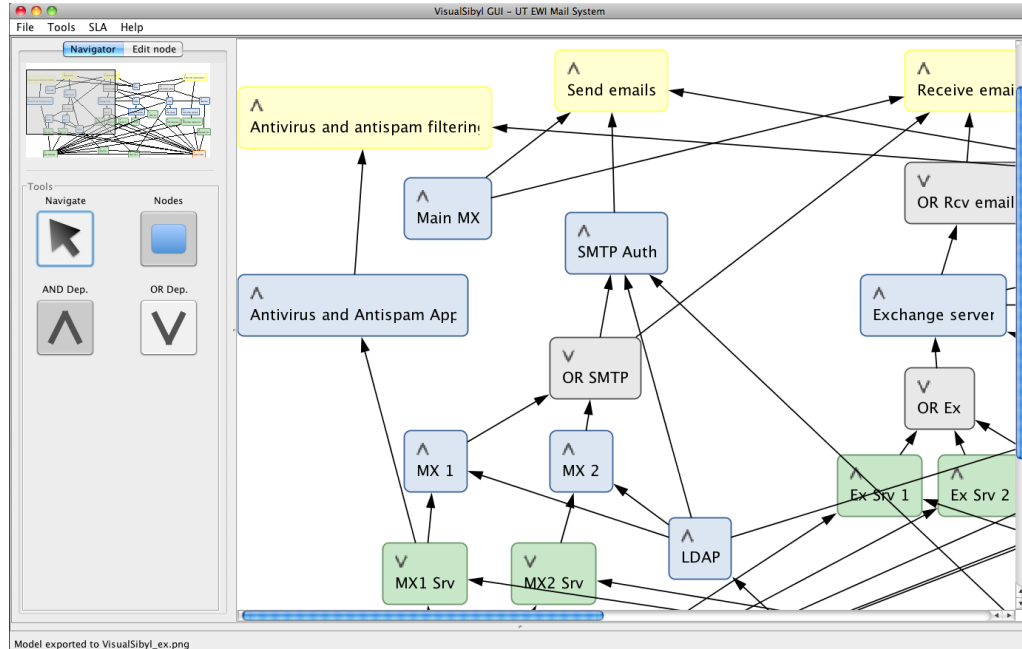 VisualSibyl GUI – UT EWI Mail System
File Tools SLA Help
Navigator Edit node
Tools
Navigate Nodes
AND Dep. OR Dep.
Send emails
Receive emai
Antivirus and antispam filtering
Main MX
OR Rcv email
SMTP Auth
Antivirus and Antispam App
Exchange server
OR SMTP
OR Ex
MX 1
MX 2
Ex Srv 1
Ex Srv 2
LDAP
MX1 Srv
MX2 Srv
Model exported to VisualSibyl_ex.png